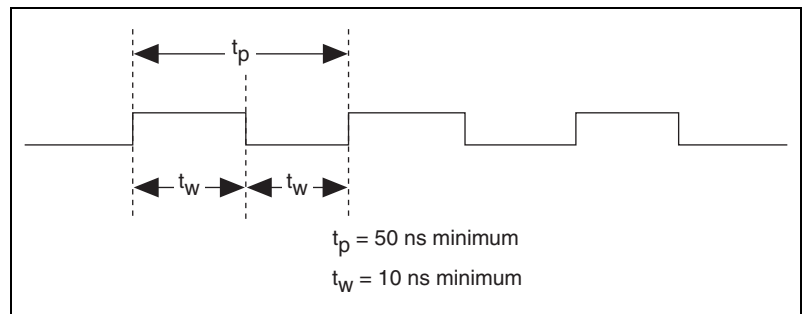 tp
tw tw
tp = 50 ns minimum
tw = 10 ns minimum